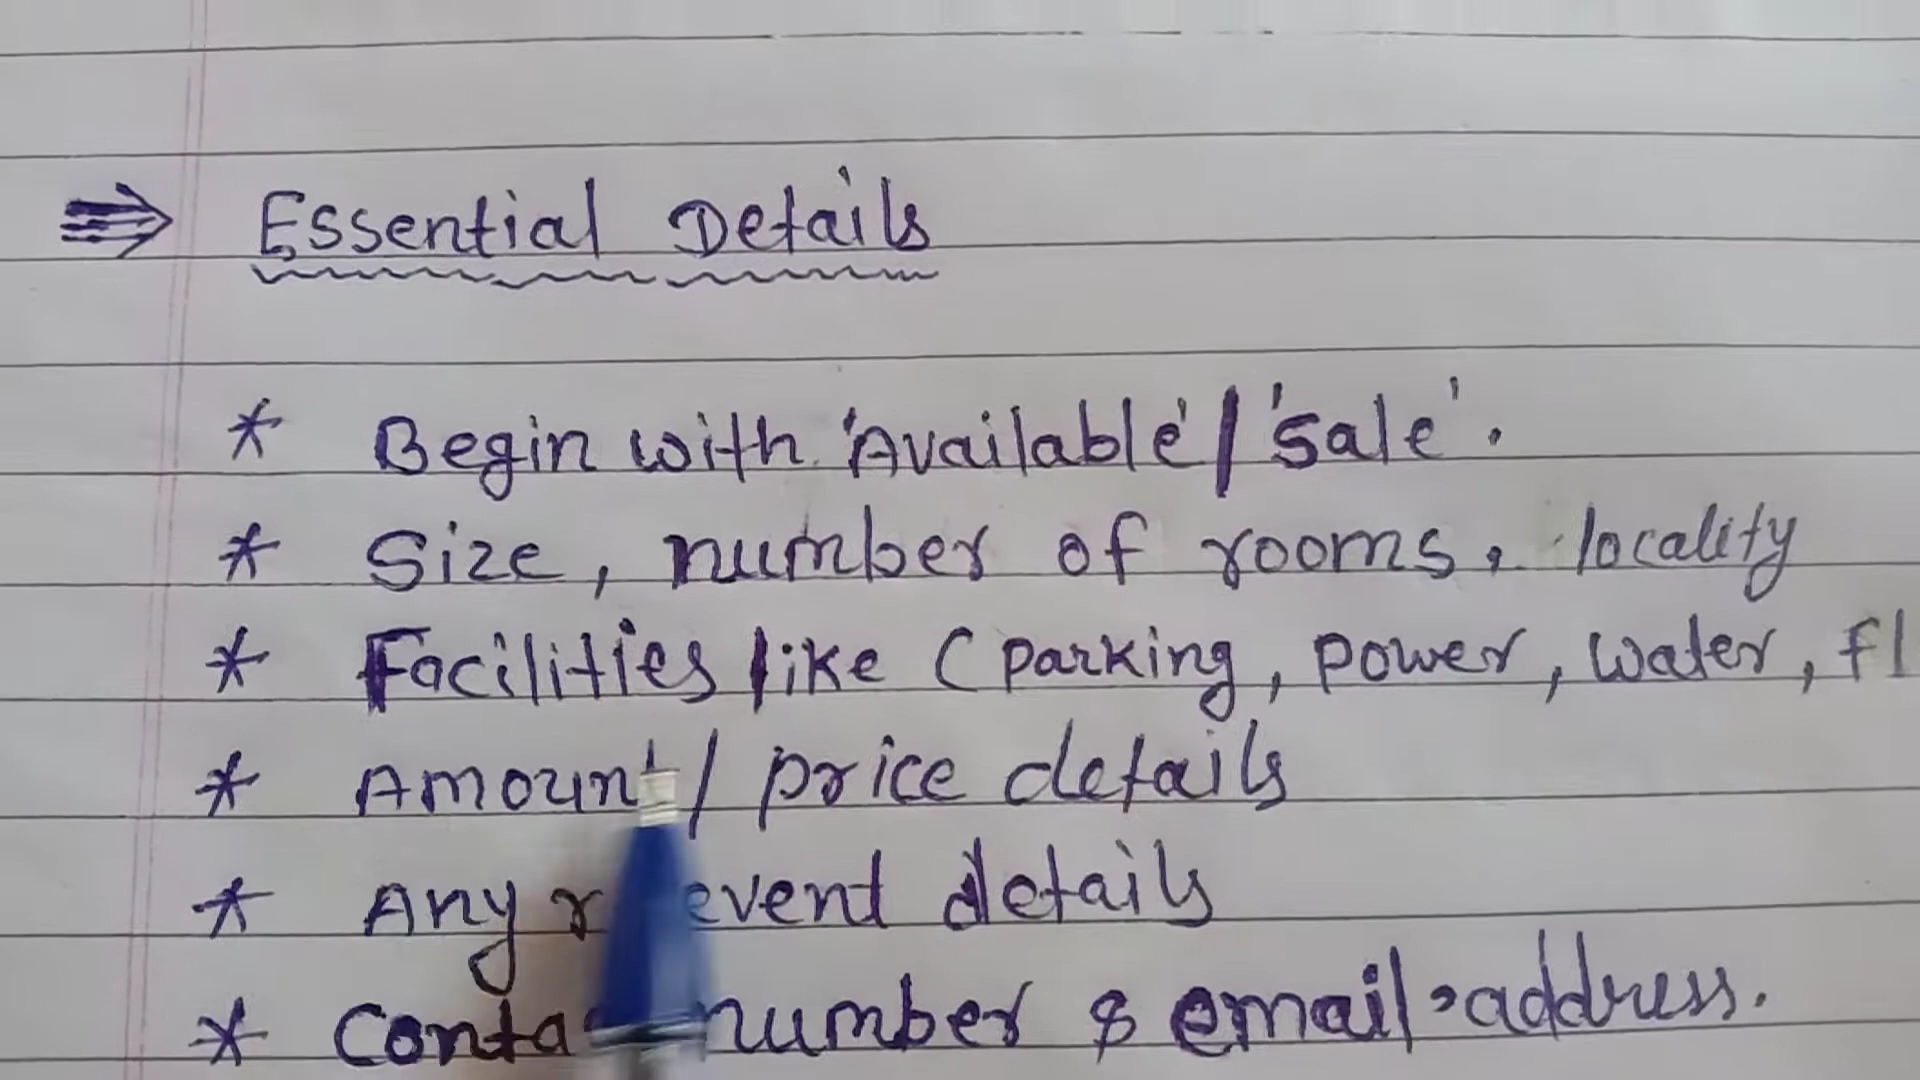 Essential Details
* Begin with 'Available' / 'Sale'.
* Size, number of rooms, locality
* Facilities like ( parking, power, water, fl
* Amount / price details
* Any details
* number & email, address.